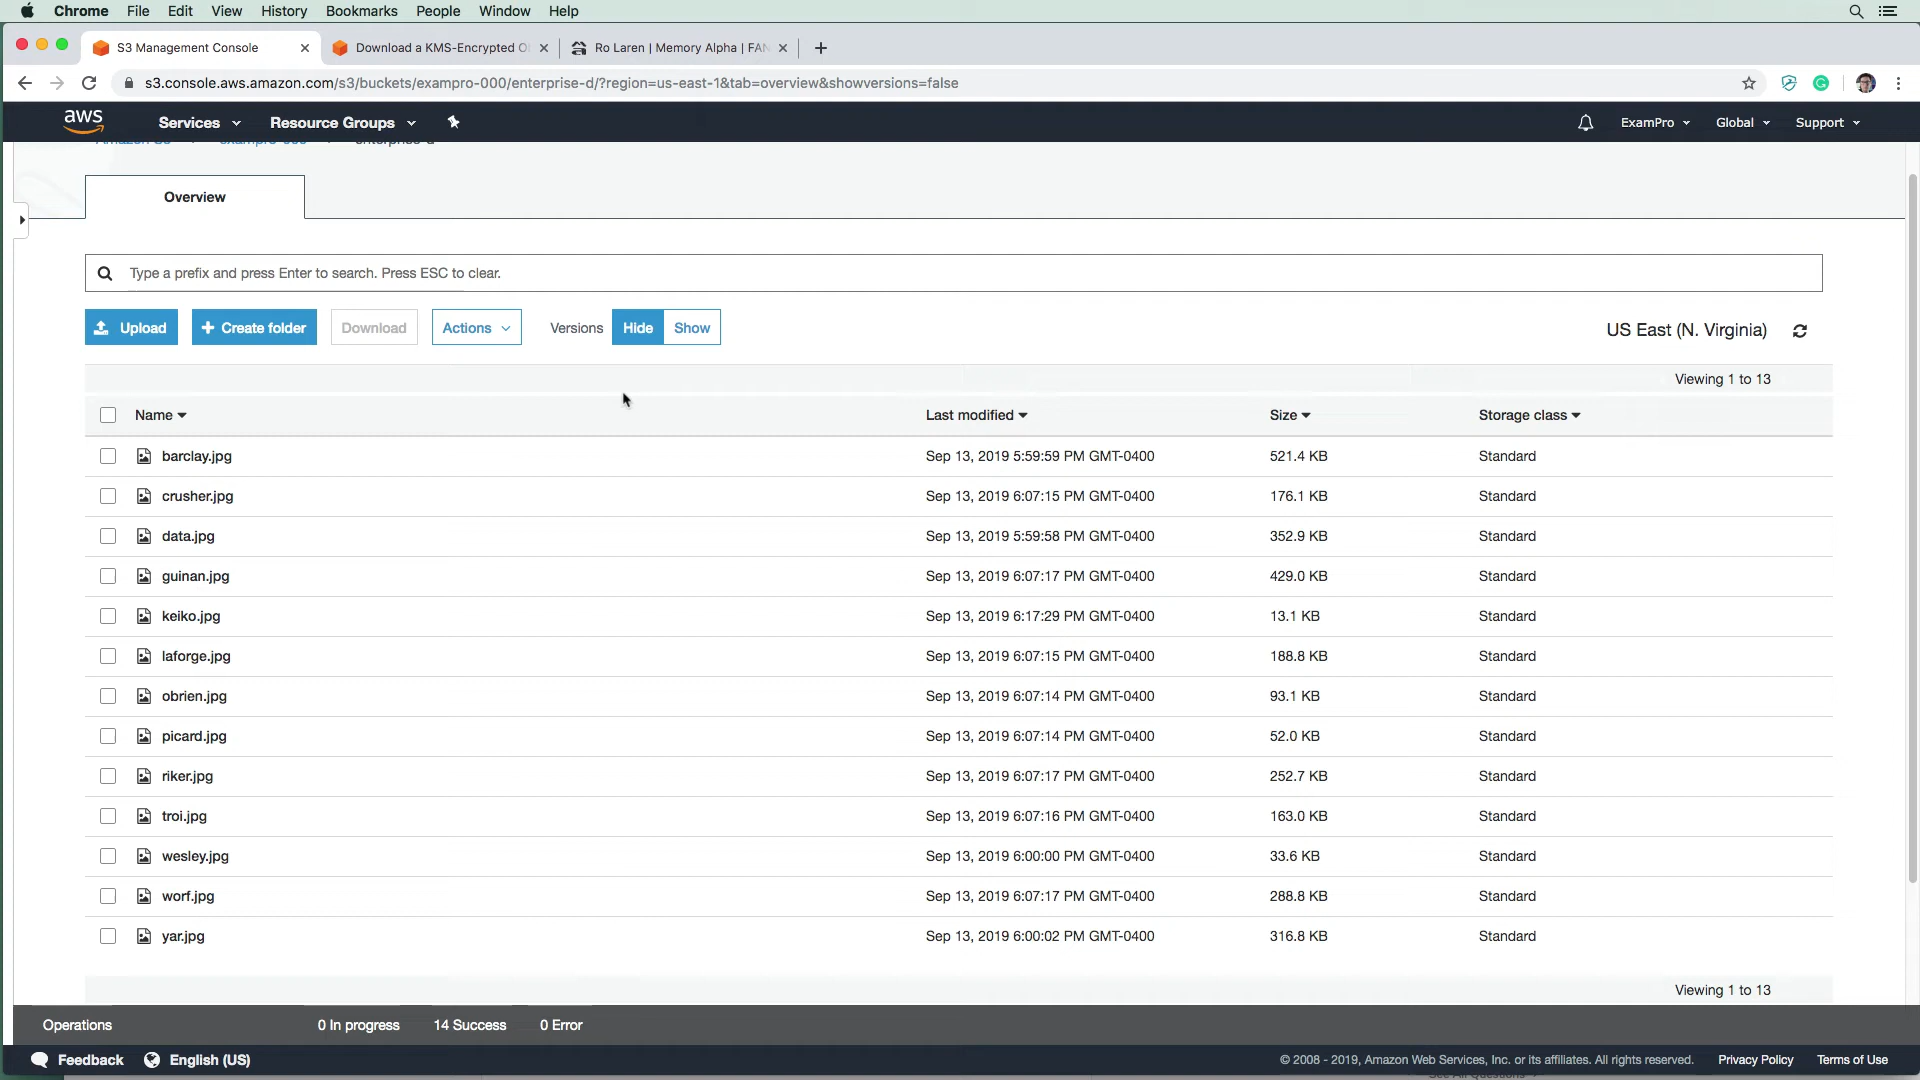 Chrome File Edit View History Bookmarks People Window Help
S3 Management Console
Download a KMS-Encrypted O
Ro Laren | Memory Alpha | FAN
s3.console.aws.amazon.com/s3/buckets/exampro-000/enterprise-d/?region=us-east-1&tab=overview&showversions=false
aws Services Resource Groups ExamPro Global Support
Amazon S3 exampro-000 enterprise-d
Overview
Type a prefix and press Enter to search. Press ESC to clear.
Upload + Create folder Download Actions Versions Hide Show US East (N. Virginia)
Viewing 1 to 13
Name Last modified Size Storage class
barclay.jpg Sep 13, 2019 5:59:59 PM GMT-0400 521.4 KB Standard
crusher.jpg Sep 13, 2019 6:07:15 PM GMT-0400 176.1 KB Standard
data.jpg Sep 13, 2019 5:59:58 PM GMT-0400 352.9 KB Standard
guinan.jpg Sep 13, 2019 6:07:17 PM GMT-0400 429.0 KB Standard
keiko.jpg Sep 13, 2019 6:17:29 PM GMT-0400 13.1 KB Standard
laforge.jpg Sep 13, 2019 6:07:15 PM GMT-0400 188.8 KB Standard
obrien.jpg Sep 13, 2019 6:07:14 PM GMT-0400 93.1 KB Standard
picard.jpg Sep 13, 2019 6:07:14 PM GMT-0400 52.0 KB Standard
riker.jpg Sep 13, 2019 6:07:17 PM GMT-0400 252.7 KB Standard
troi.jpg Sep 13, 2019 6:07:16 PM GMT-0400 163.0 KB Standard
wesley.jpg Sep 13, 2019 6:00:00 PM GMT-0400 33.6 KB Standard
worf.jpg Sep 13, 2019 6:07:17 PM GMT-0400 288.8 KB Standard
yar.jpg Sep 13, 2019 6:00:02 PM GMT-0400 316.8 KB Standard
Viewing 1 to 13
Operations 0 In progress 14 Success 0 Error
Feedback English (US) © 2008 - 2019, Amazon Web Services, Inc. or its affiliates. All rights reserved. Privacy Policy Terms of Use